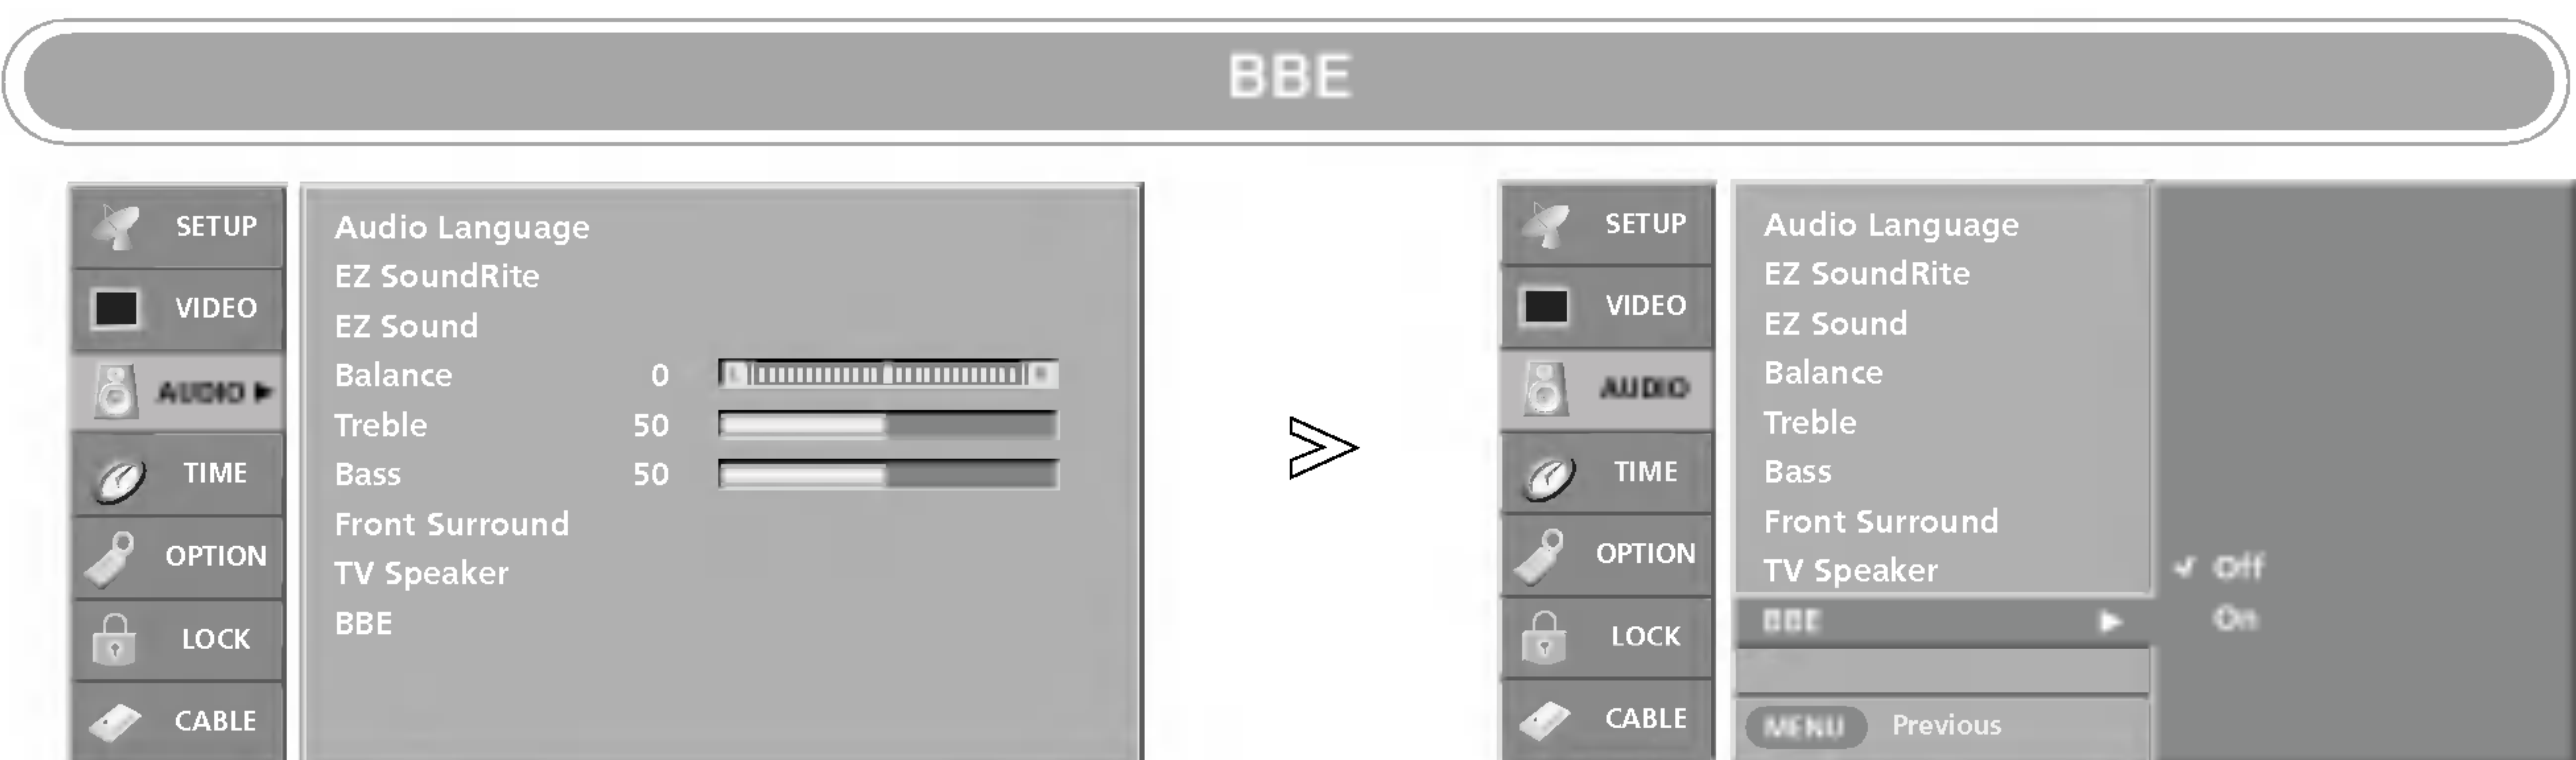 BBE
SETUP
VIDEO
AUDIO
TIME
OPTION
LOCK
CABLE
Audio Language
EZ SoundRite
EZ Sound
Balance 0 L R
Treble 50
Bass 50
Front Surround
TV Speaker
BBE
SETUP
VIDEO
AUDIO
TIME
OPTION
LOCK
CABLE
Audio Language
EZ SoundRite
EZ Sound
Balance
Treble
Bass
Front Surround
TV Speaker
BBE
MENU Previous
Off
On